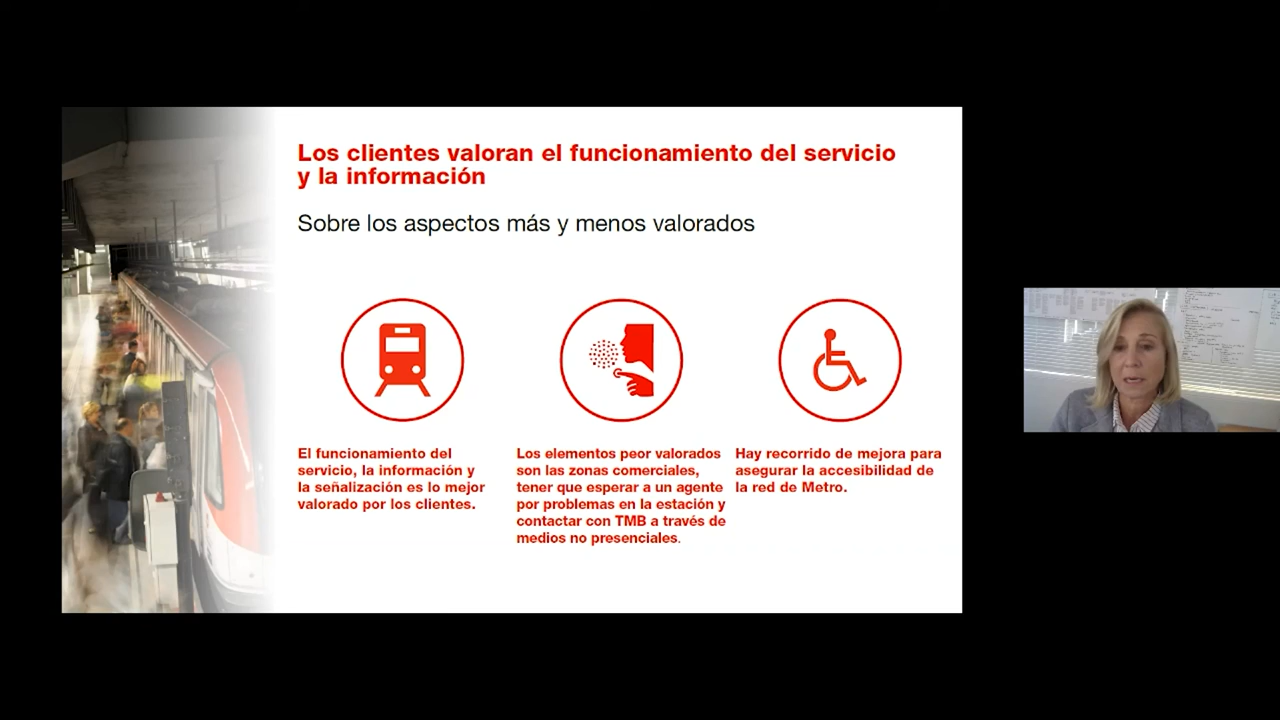 Los clientes valoran el funcionamiento del servicio
y la información
Sobre los aspectos más y menos valorados
El funcionamiento del
servicio, la información y
la señalización es lo mejor
valorado por los clientes.
Los elementos peor valorados
son las zonas comerciales,
tener que esperar a un agente
por problemas en la estación y
contactar con TMB a través de
medios no presenciales.
Hay recorrido de mejora para
asegurar la accesibilidad de
la red de Metro.